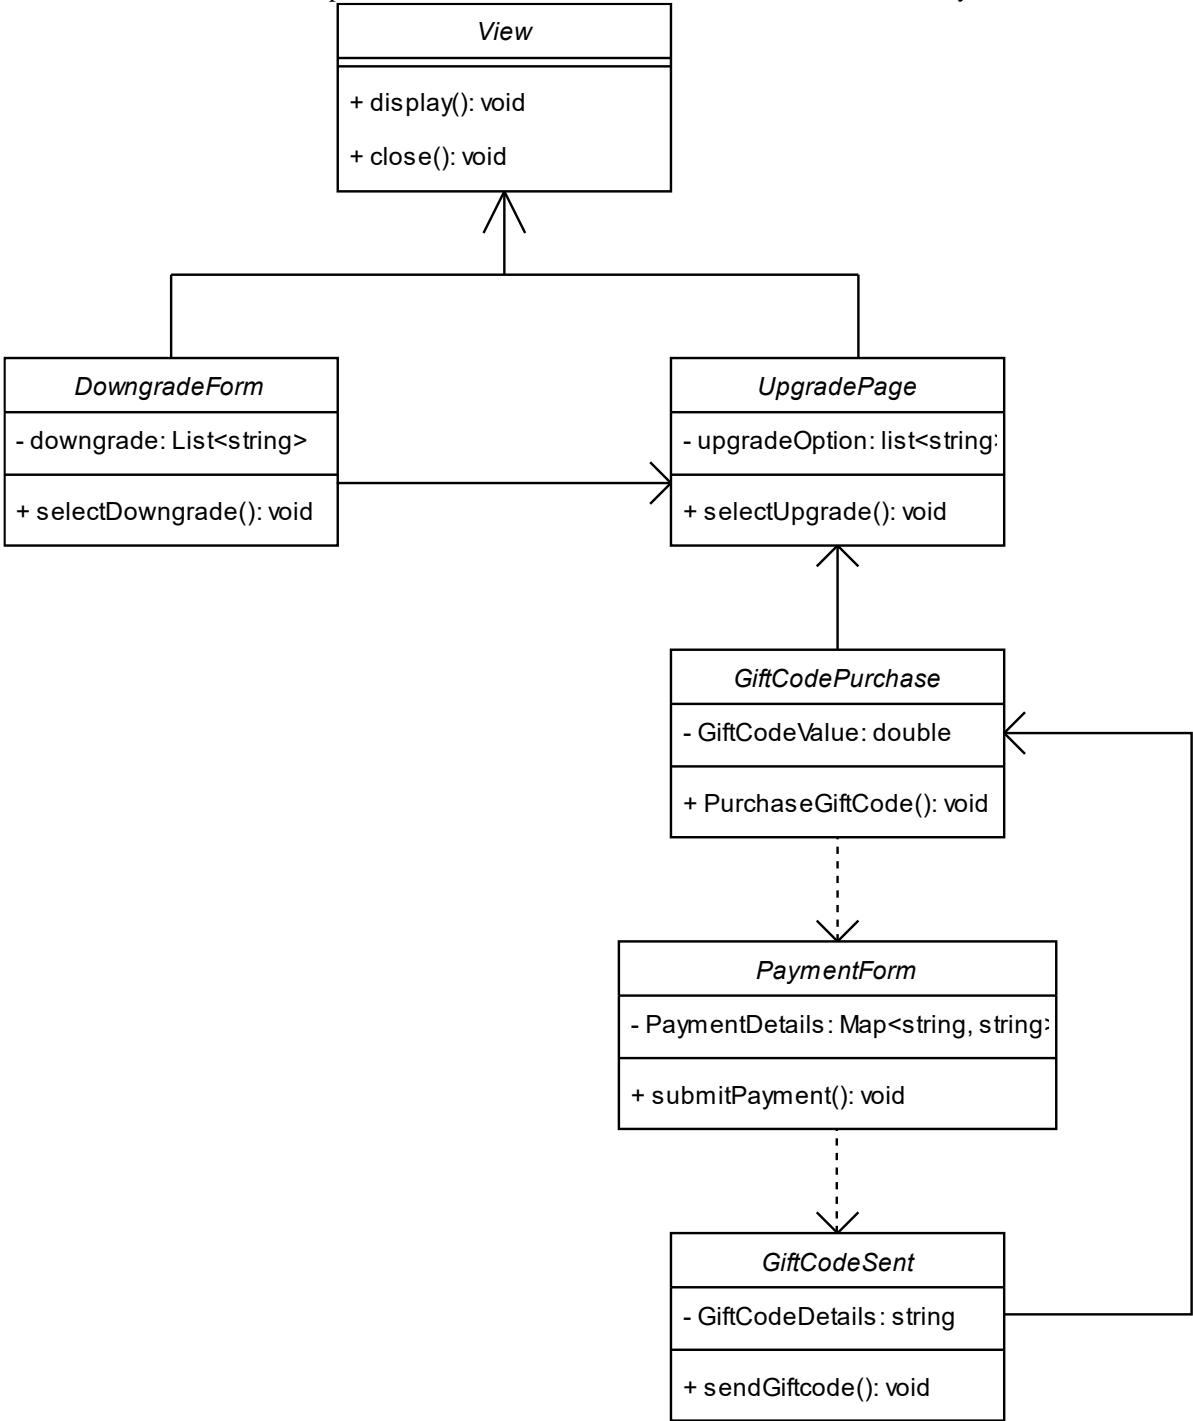 View
+ display(): void
+ close(): void
DowngradeForm
- downgrade: List<string>
+ selectDowngrade(): void
UpgradePage
- upgradeOption: list<string
+ selectUpgrade(): void
GiftCodePurchase
- GiftCodeValue: double
+ PurchaseGiftCode(): void
PaymentForm
- PaymentDetails: Map<string, string
+ submitPayment(): void
GiftCodeSent
- GiftCodeDetails: string
+ sendGiftcode(): void